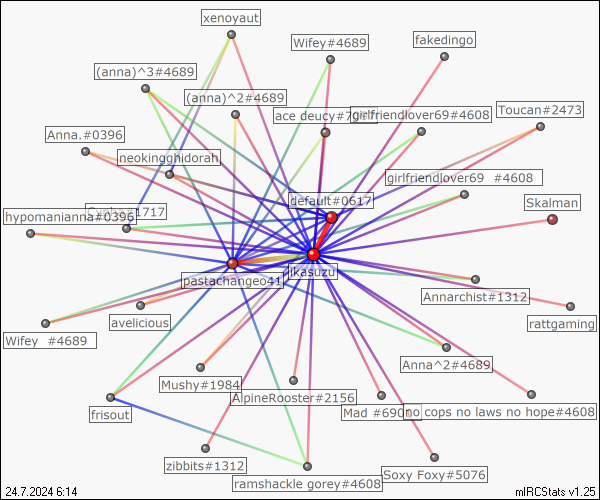 xenoyaut
Wifey#4689
fakedingo
(anna)^3#4689
(anna)^2#4689
ace deucy#7
girlfriendlover69#4608
Toucan#2473
Anna.#0396
neokingghidorah
girlfriendlover69 #4608
default#0617
Skalman
#1717
hypomanianna#0396
jkasuzu
pastachangeo41
Annarchist#1312
avelicious
rattgaming
Wifey #4689
Anna^2#4689
Mushy#1984
AlpineRooster#2156
Mad #690
no cops no laws no hope#4608
frisout
zibbits#1312
Soxy Foxy#5076
ramshackle gorey#4608
24.7.2024 6:14
mIRCStats v1.25